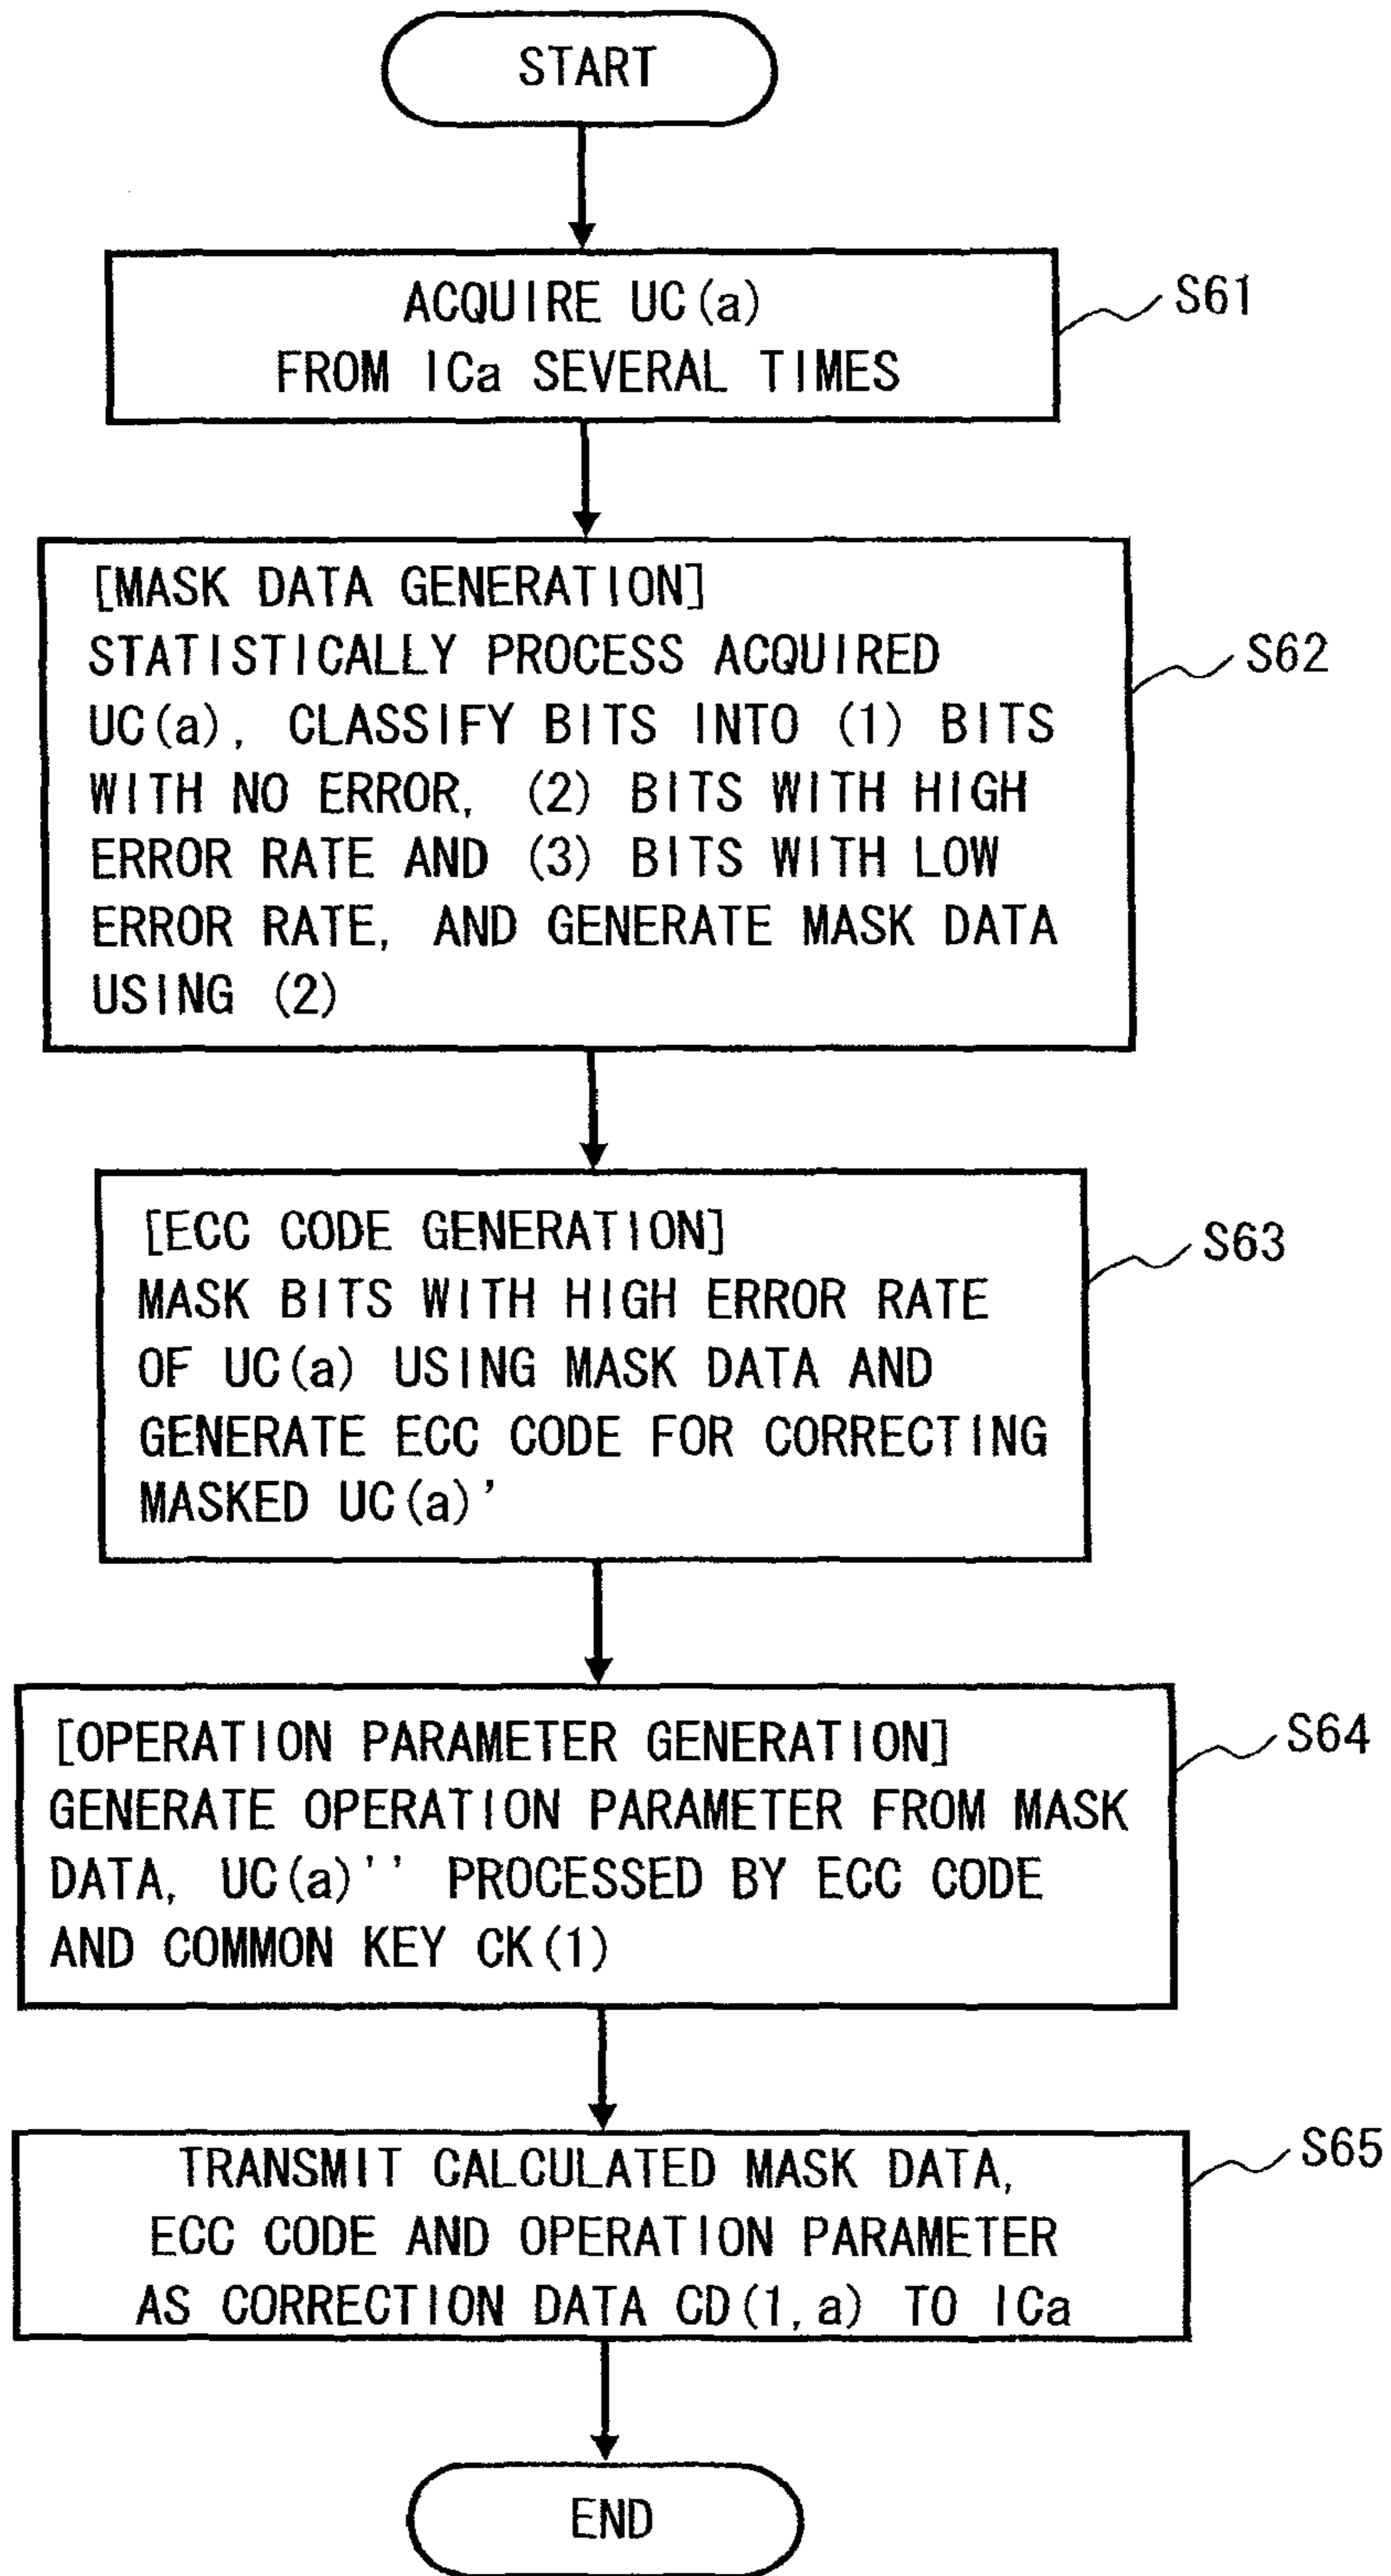 START
ACQUIRE UC(a)
FROM ICa SEVERAL TIMES
S61
[MASK DATA GENERATION]
STATISTICALLY PROCESS ACQUIRED
UC(a), CLASSIFY BITS INTO (1) BITS
WITH NO ERROR, (2) BITS WITH HIGH
ERROR RATE AND (3) BITS WITH LOW
ERROR RATE, AND GENERATE MASK DATA
USING (2)
S62
[ECC CODE GENERATION]
MASK BITS WITH HIGH ERROR RATE
OF UC(a) USING MASK DATA AND
GENERATE ECC CODE FOR CORRECTING
MASKED UC(a)'
S63
[OPERATION PARAMETER GENERATION]
GENERATE OPERATION PARAMETER FROM MASK
DATA, UC(a)'' PROCESSED BY ECC CODE
AND COMMON KEY CK(1)
S64
TRANSMIT CALCULATED MASK DATA,
ECC CODE AND OPERATION PARAMETER
AS CORRECTION DATA CD(1,a) TO ICa
S65
END